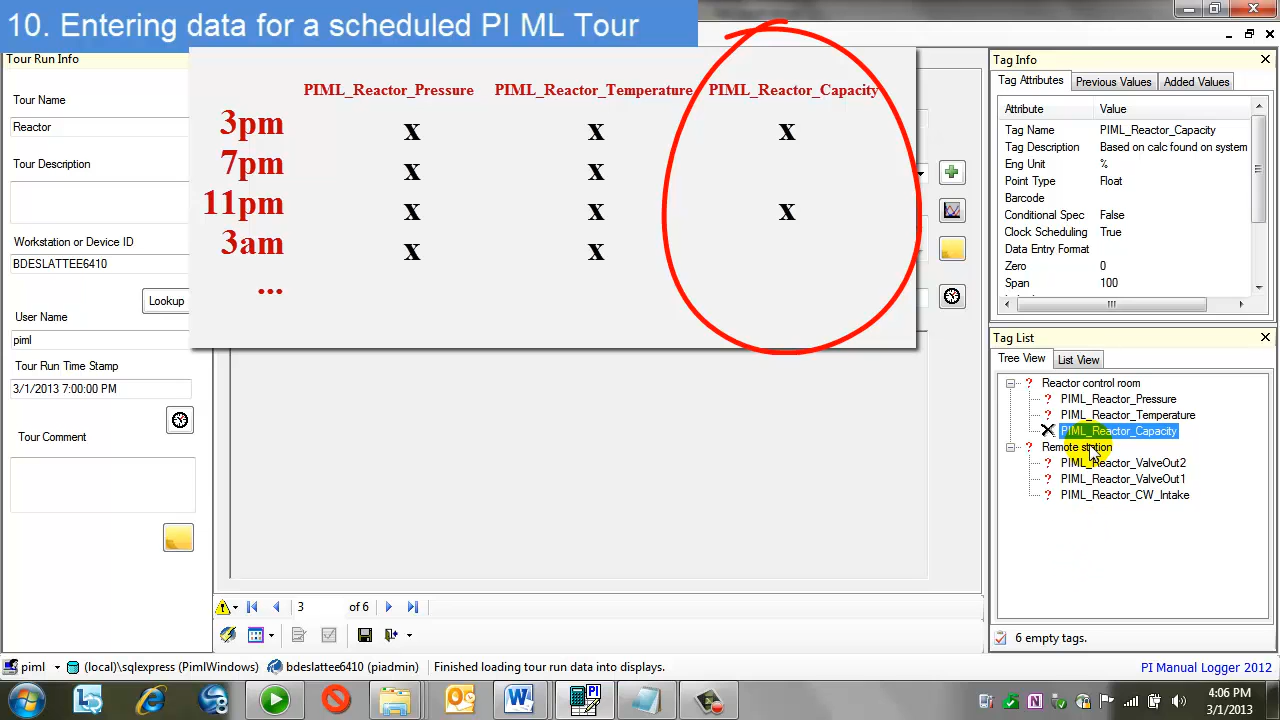 10. Entering data for a scheduled PI ML Tour
Tour Run Info
Tour Name
Reactor
Tour Description
Workstation or Device ID
BDESLATTEE6410
Lookup
User Name
piml
Tour Run Time Stamp
3/1/2013 7:00:00 PM
Tour Comment
PIML_Reactor_Pressure PIML_Reactor_Temperature PIML_Reactor_Capacity
3pm x x x
7pm x x
11pm x x x
3am x x
...
3 of 6
Tag Info
Tag Attributes Previous Values Added Values
Attribute Value
Tag Name PIML_Reactor_Capacity
Tag Description Based on calc found on system
Eng Unit %
Point Type Float
Barcode
Conditional Spec False
Clock Scheduling True
Data Entry Format
Zero 0
Span 100
Tag List
Tree View List View
Reactor control room
PIML_Reactor_Pressure
PIML_Reactor_Temperature
PIML_Reactor_Capacity
Remote station
PIML_Reactor_ValveOut2
PIML_Reactor_ValveOut1
PIML_Reactor_CW_Intake
6 empty tags.
piml (local)\sqlexpress (PimlWindows) bdeslattee6410 (piadmin) Finished loading tour run data into displays. PI Manual Logger 2012
4:06 PM
3/1/2013